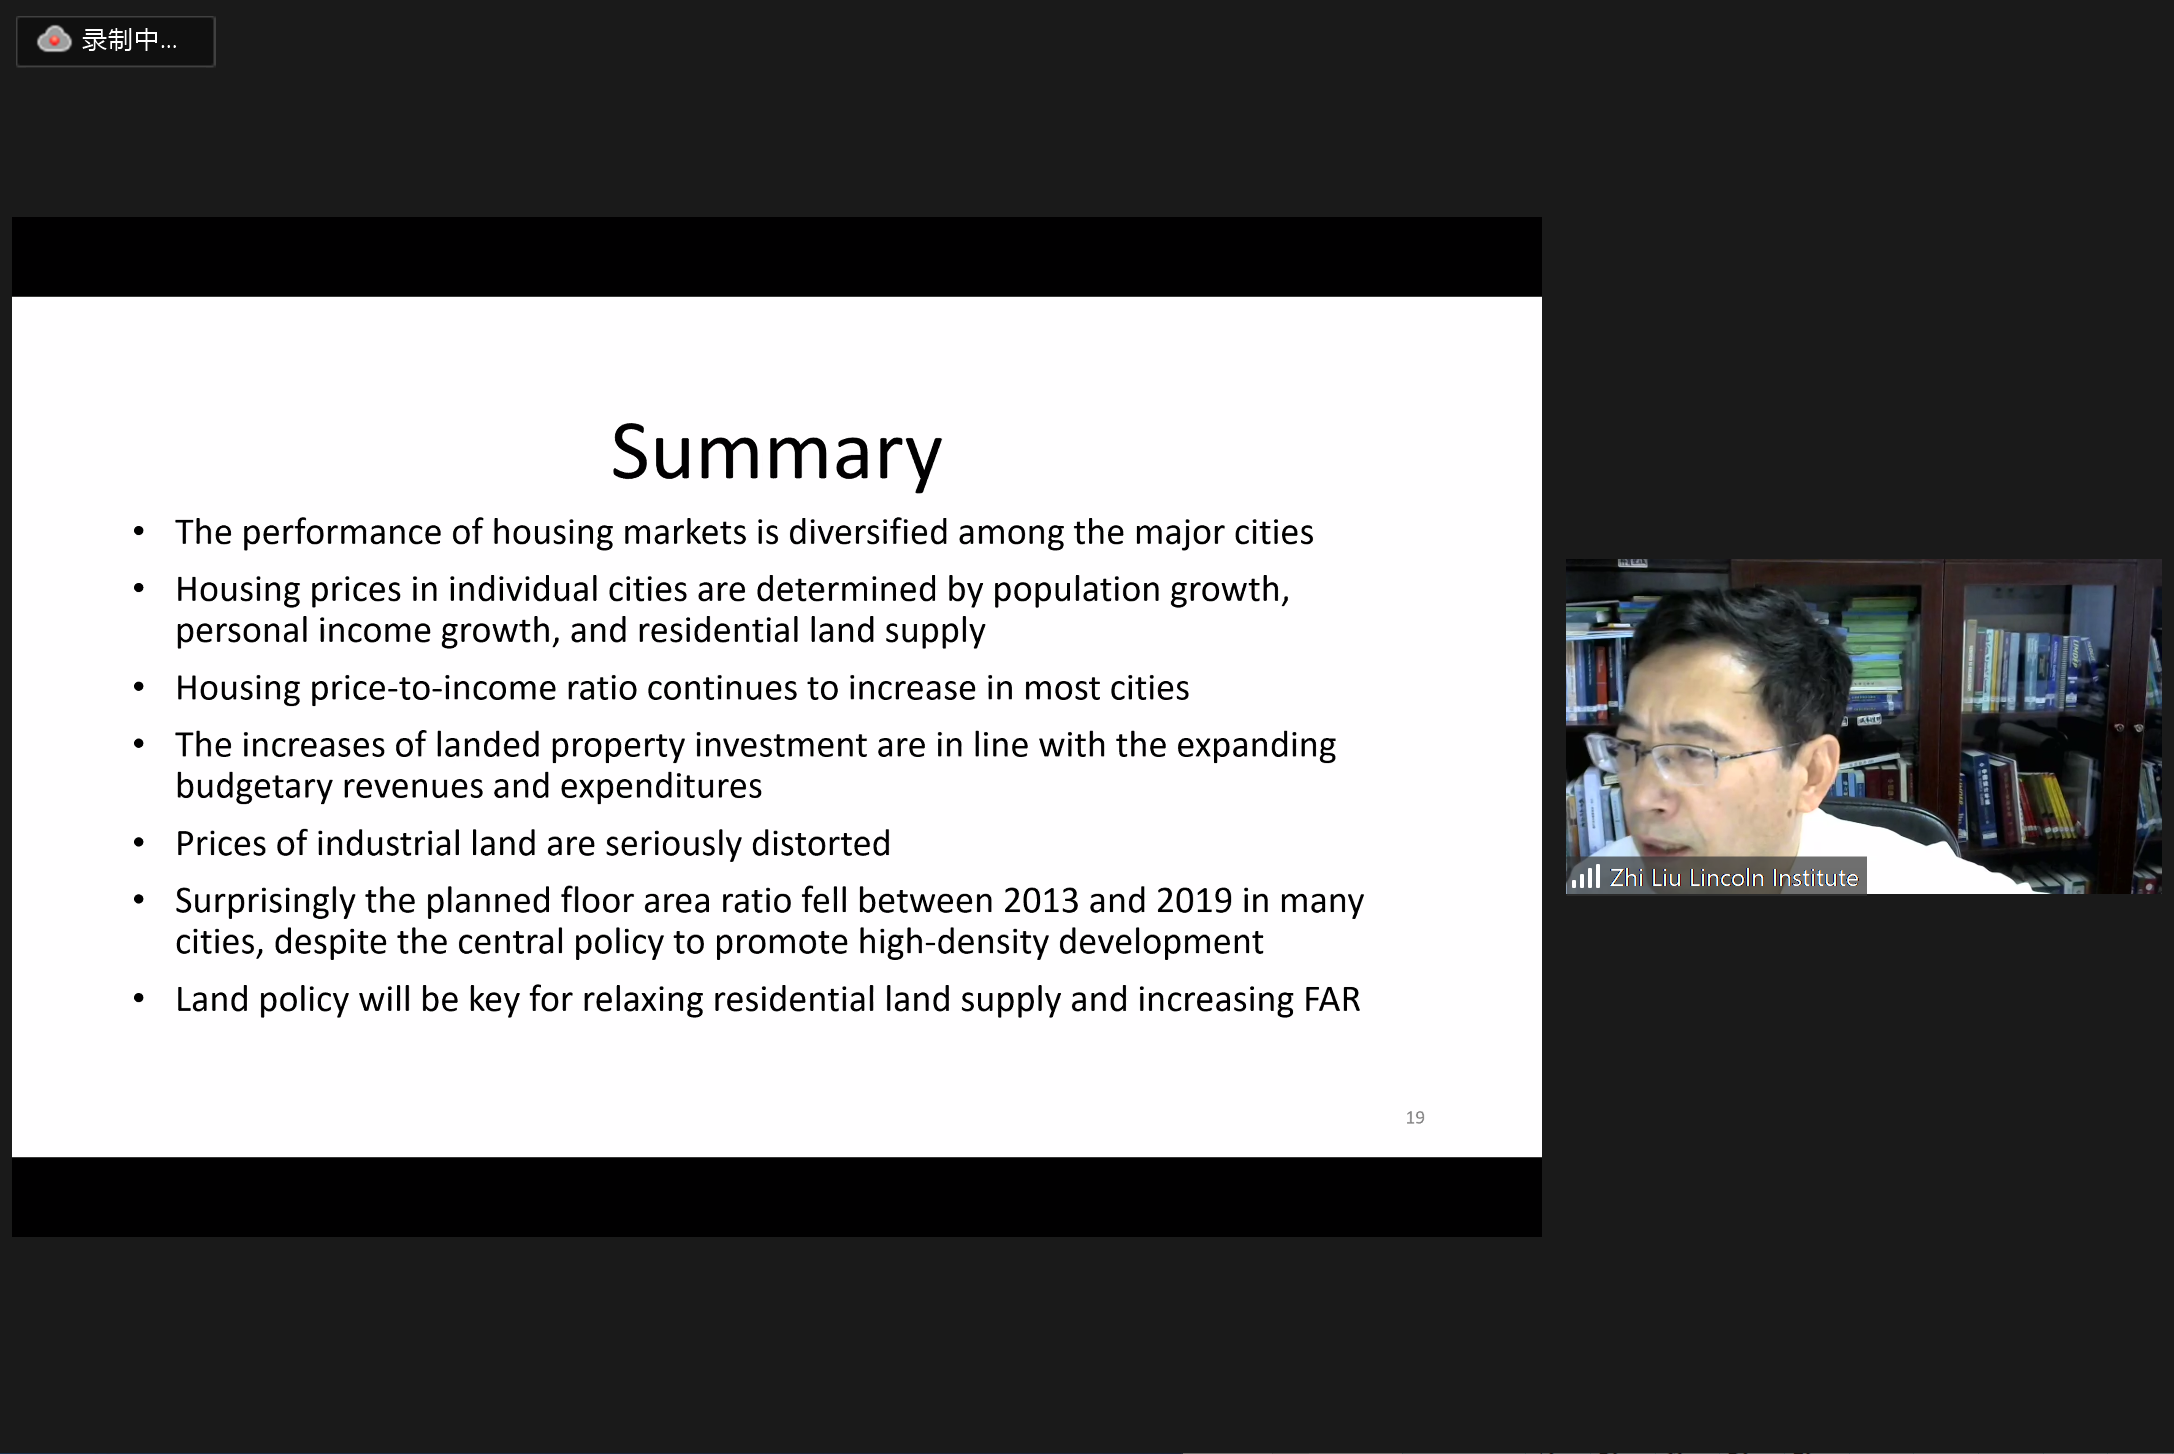 录制中...
Summary
• The performance of housing markets is diversified among the major cities
• Housing prices in individual cities are determined by population growth,
personal income growth, and residential land supply
• Housing price-to-income ratio continues to increase in most cities
• The increases of landed property investment are in line with the expanding
budgetary revenues and expenditures
• Prices of industrial land are seriously distorted
• Surprisingly the planned floor area ratio fell between 2013 and 2019 in many
cities, despite the central policy to promote high-density development
• Land policy will be key for relaxing residential land supply and increasing FAR
19
Zhi Liu Lincoln Institute